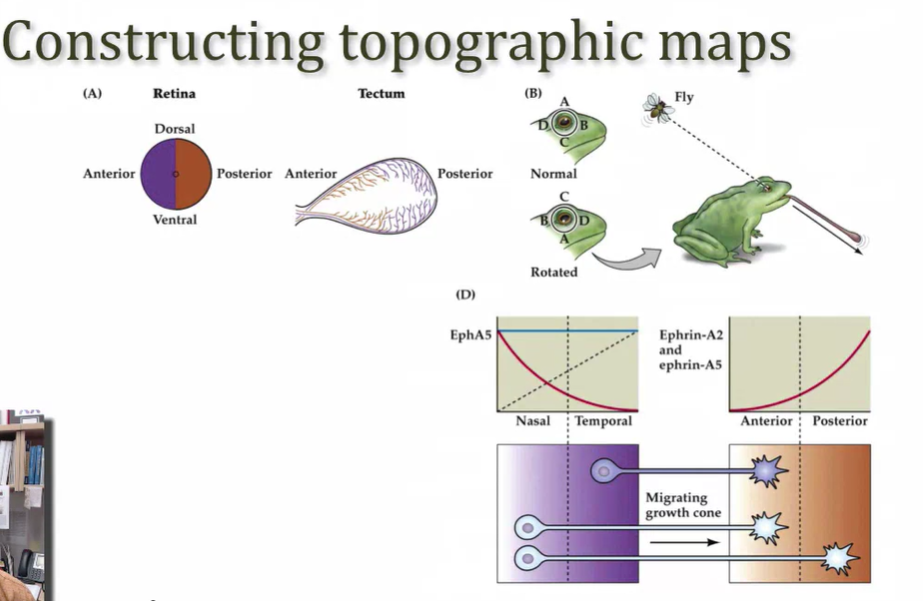 Constructing topographic maps
(A)
Retina
Tectum
Dorsal
Anterior
Posterior
Anterior
Posterior
Ventral
(B)
A
D
B
C
Normal
C
B
D
A
Rotated
Fly
(D)
EphA5
Nasal
Temporal
Ephrin-A2
and
ephrin-A5
Anterior
Posterior
Migrating
growth cone